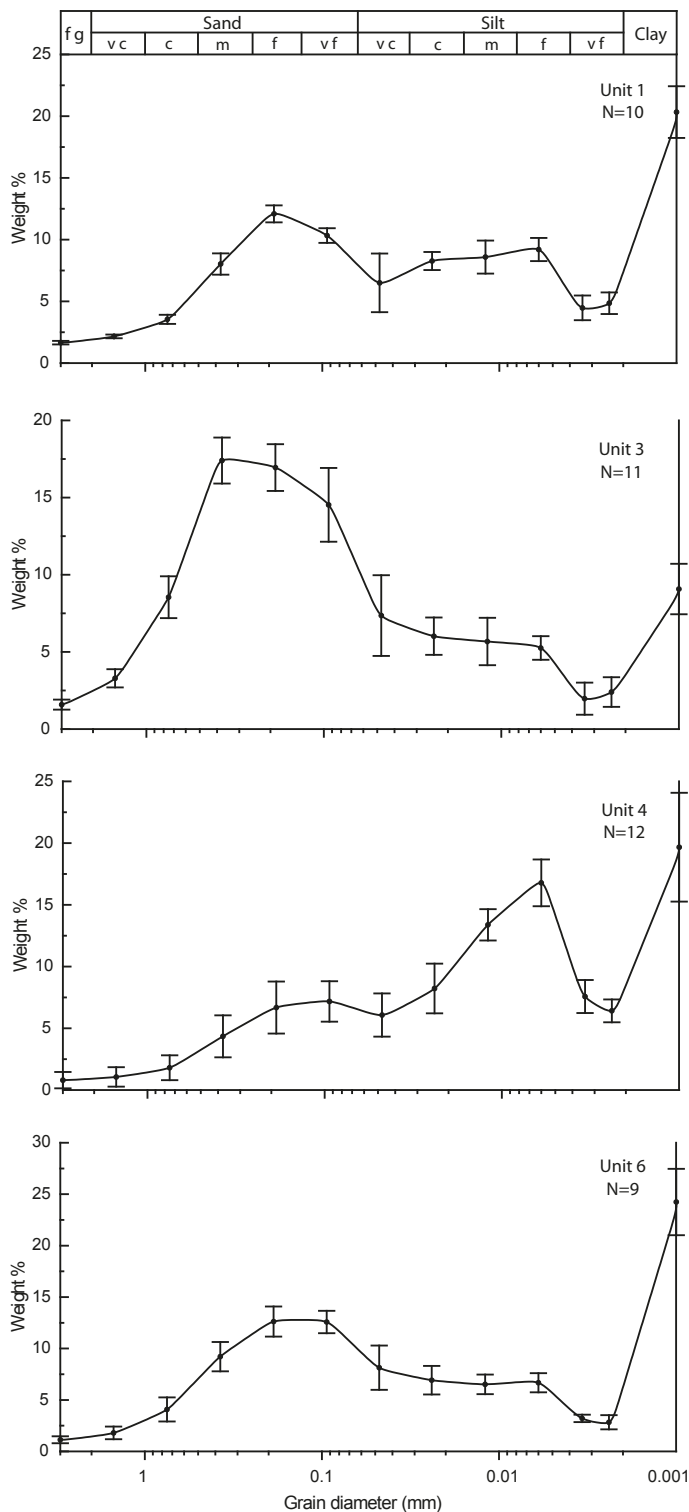 Sand Silt
f g v c c m f v f v c c m f v f Clay
25
20
15
10
5
0
Weight %
Unit 1
N=10
20
15
10
5
0
Weight %
Unit 3
N=11
25
20
15
10
5
0
Weight %
Unit 4
N=12
30
25
20
15
10
5
0
Weight %
Unit 6
N=9
1 0.1 0.01 0.001
Grain diameter (mm)